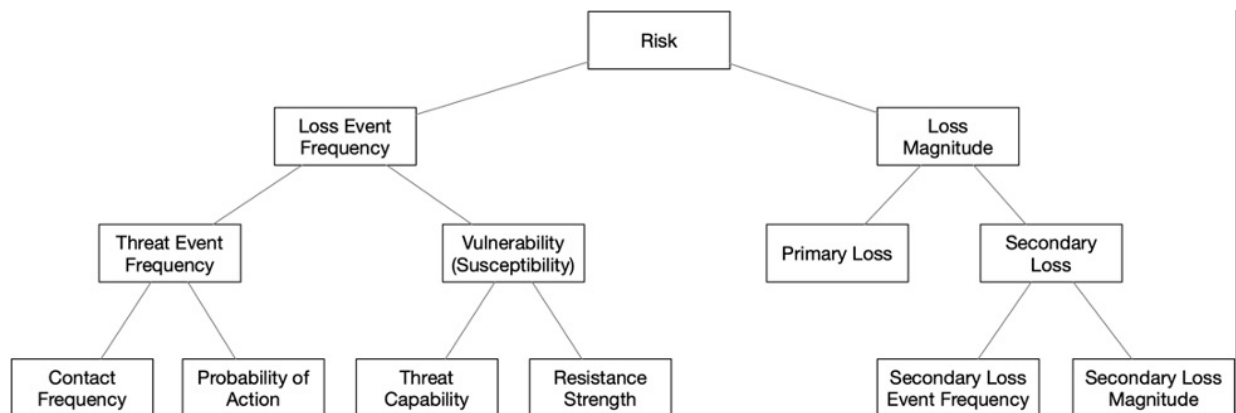 Risk
Loss Event
Frequency
Loss
Magnitude
Threat Event
Frequency
Vulnerability
(Susceptibility)
Primary Loss
Secondary
Loss
Contact
Frequency
Probability of
Action
Threat
Capability
Resistance
Strength
Secondary Loss
Event Frequency
Secondary Loss
Magnitude